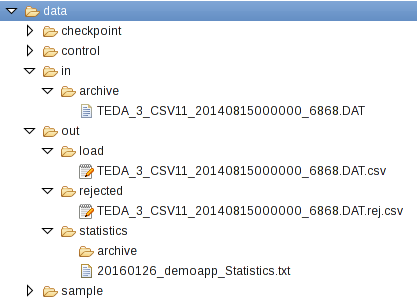 data
checkpoint
control
in
archive
TEDA_3_CSV11_20140815000000_6868.DAT
out
load
TEDA_3_CSV11_20140815000000_6868.DAT.csv
rejected
TEDA_3_CSV11_20140815000000_6868.DAT.rej.csv
statistics
archive
20160126_demoapp_Statistics.txt
sample